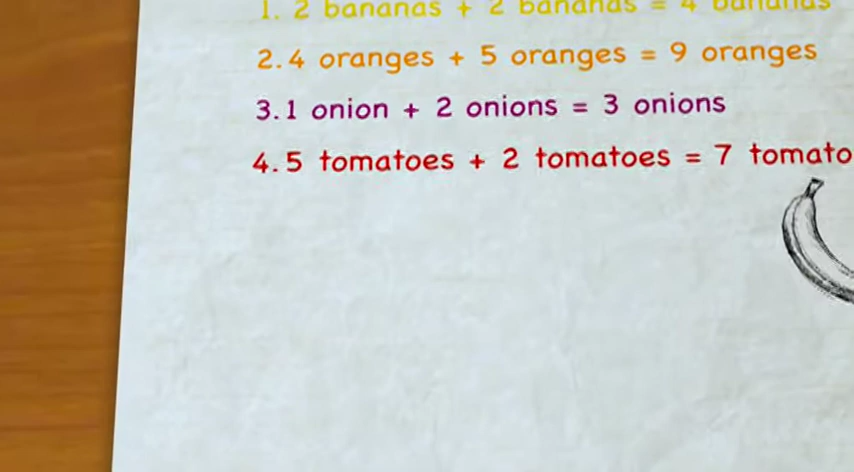 1. 2 bananas + 2 bananas = 4 bananas
2. 4 oranges + 5 oranges = 9 oranges
3. 1 onion + 2 onions = 3 onions
4. 5 tomatoes + 2 tomatoes = 7 tomato